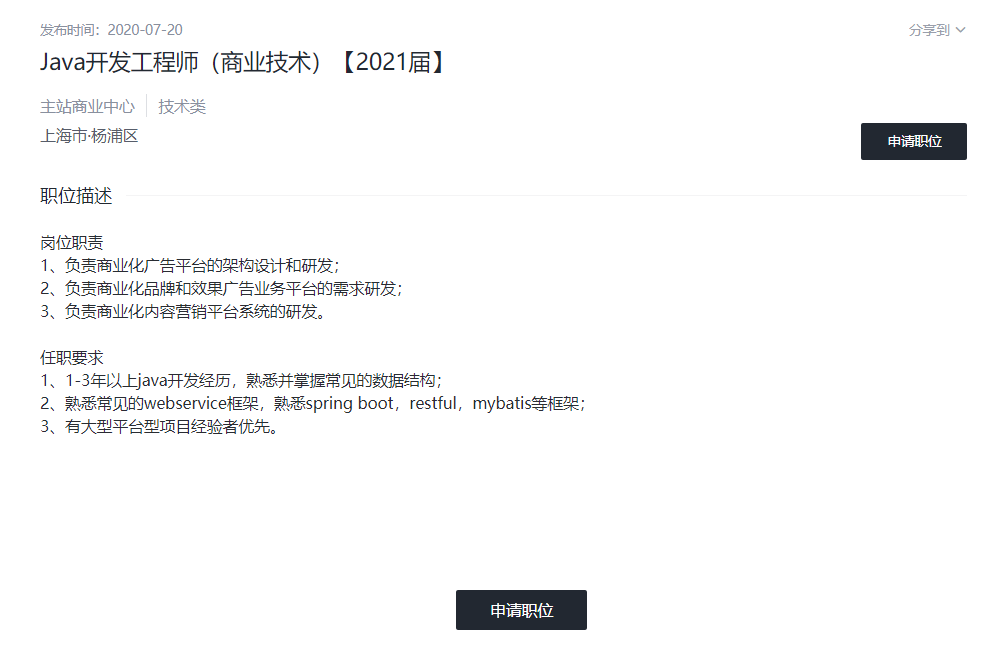 发布时间：2020-07-20
分享到
Java开发工程师（商业技术）【2021届】
主站商业中心 技术类
上海市·杨浦区
申请职位
职位描述
岗位职责
1、负责商业化广告平台的架构设计和研发；
2、负责商业化品牌和效果广告业务平台的需求研发；
3、负责商业化内容营销平台系统的研发。
任职要求
1、1-3年以上java开发经历，熟悉并掌握常见的数据结构；
2、熟悉常见的webservice框架，熟悉spring boot，restful，mybatis等框架；
3、有大型平台型项目经验者优先。
申请职位